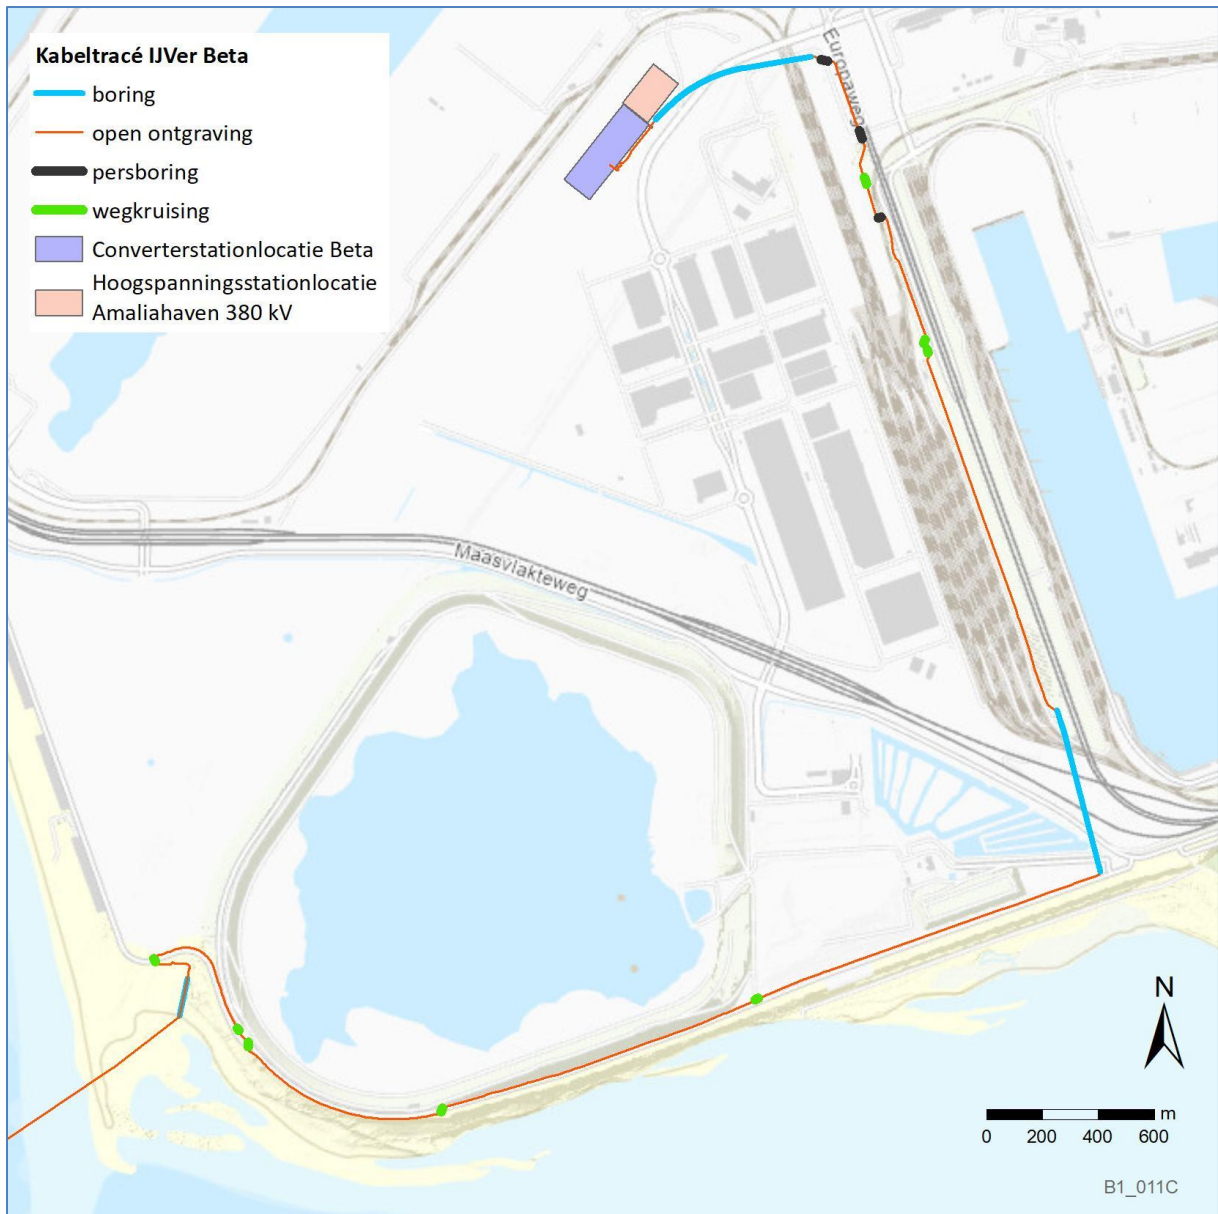 Kabeltracé IJVer Beta
boring
open ontgraving
persboring
wegkruising
Converterstationlocatie Beta
Hoogspanningsstationlocatie
Amaliahaven 380 kV
Europaweg
Maasvlakteweg
N
m
0 200 400 600
B1_011C